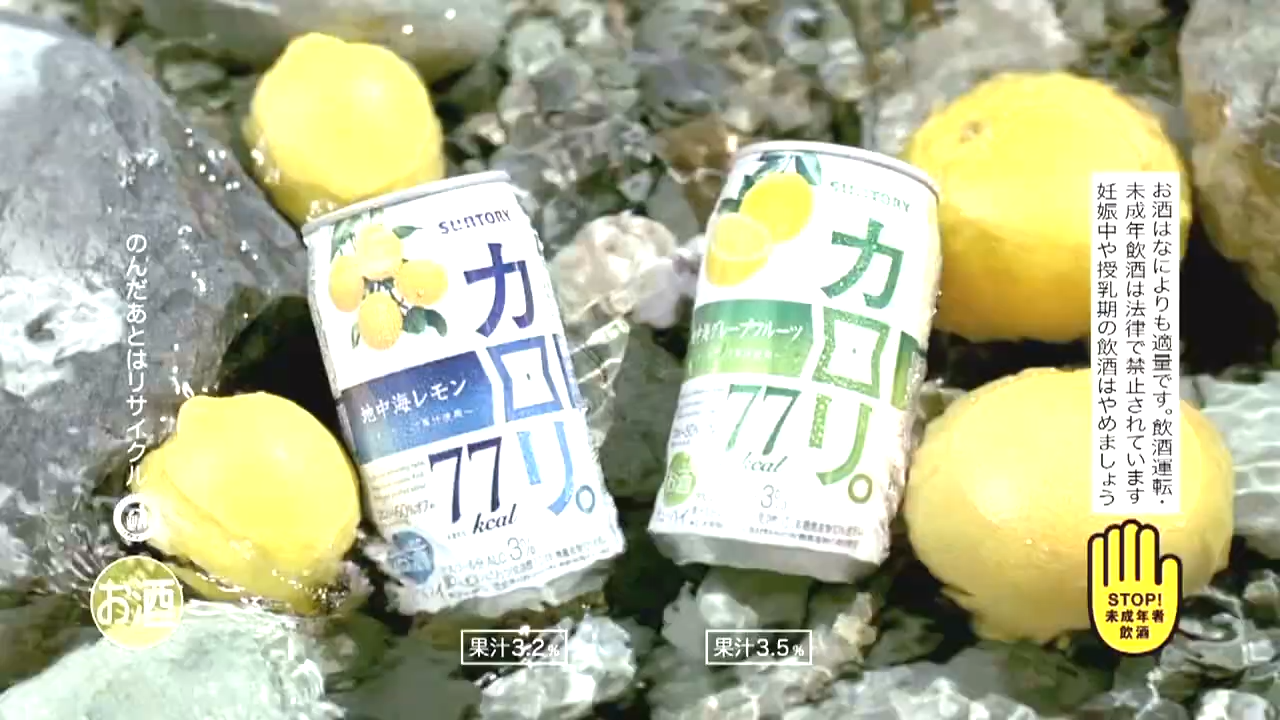 SUNTORY
カロリ。
地中海レモン
77
kcal
ALC.3%
SUNTORY
カロリ。
グレープフルーツ
77
kcal
3%
お酒はなによりも適量です。飲酒運転・
未成年飲酒は法律で禁止されています
妊娠中や授乳期の飲酒はやめましょう
のんだあとはリサイクル
お酒
果汁3.2%
果汁3.5%
STOP!
未成年者
飲酒